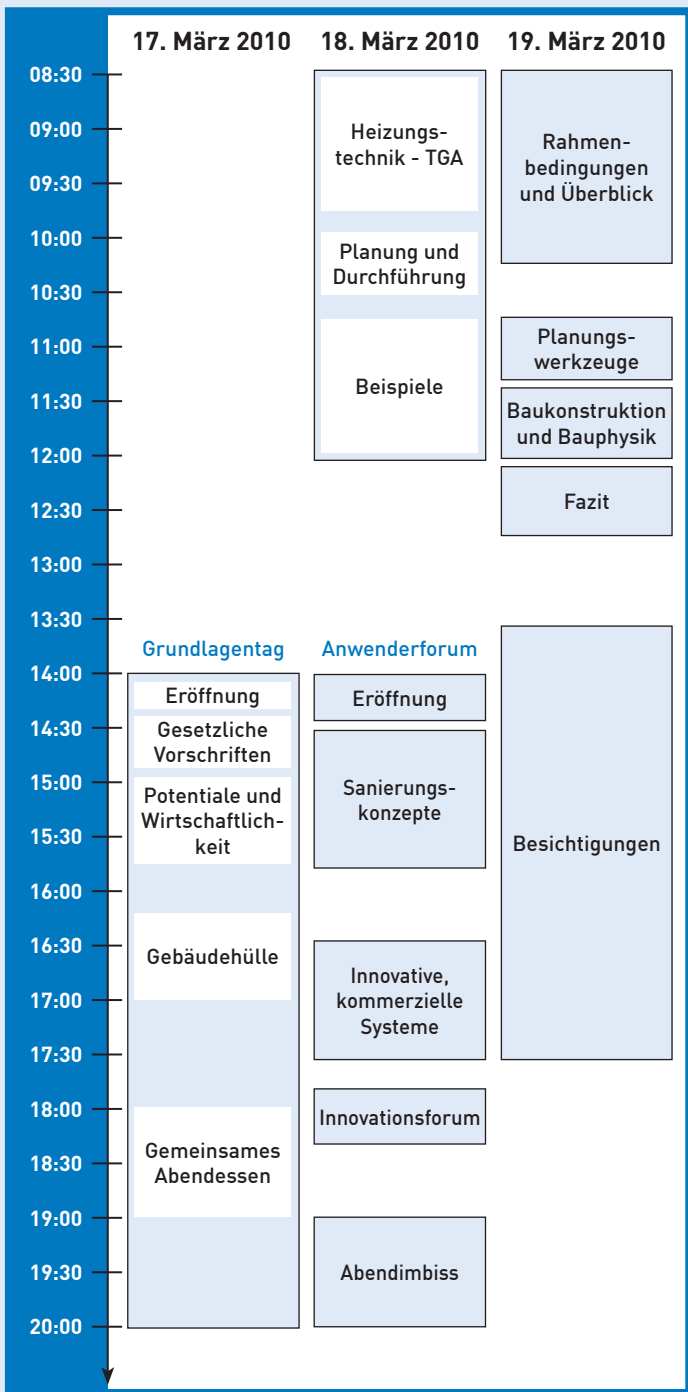 17. März 2010
18. März 2010
19. März 2010
08:30
09:00
09:30
10:00
10:30
11:00
11:30
12:00
12:30
13:00
13:30
14:00
14:30
15:00
15:30
16:00
16:30
17:00
17:30
18:00
18:30
19:00
19:30
20:00
Grundlagentag
Eröffnung
Gesetzliche
Vorschriften
Potentiale und
Wirtschaftlich-
keit
Gebäudehülle
Gemeinsames
Abendessen
Heizungs-
technik - TGA
Planung und
Durchführung
Beispiele
Anwenderforum
Eröffnung
Sanierungs-
konzepte
Innovative,
kommerzielle
Systeme
Innovationsforum
Abendimbiss
Rahmen-
bedingungen
und Überblick
Planungs-
werkzeuge
Baukonstruktion
und Bauphysik
Fazit
Besichtigungen